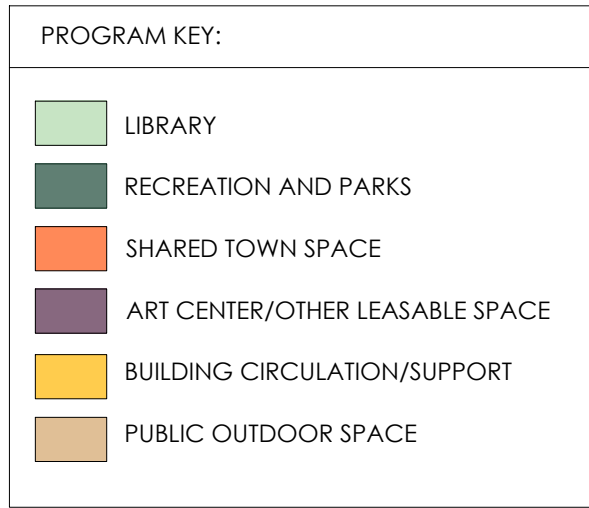 PROGRAM KEY:
LIBRARY
RECREATION AND PARKS
SHARED TOWN SPACE
ART CENTER/OTHER LEASABLE SPACE
BUILDING CIRCULATION/SUPPORT
PUBLIC OUTDOOR SPACE